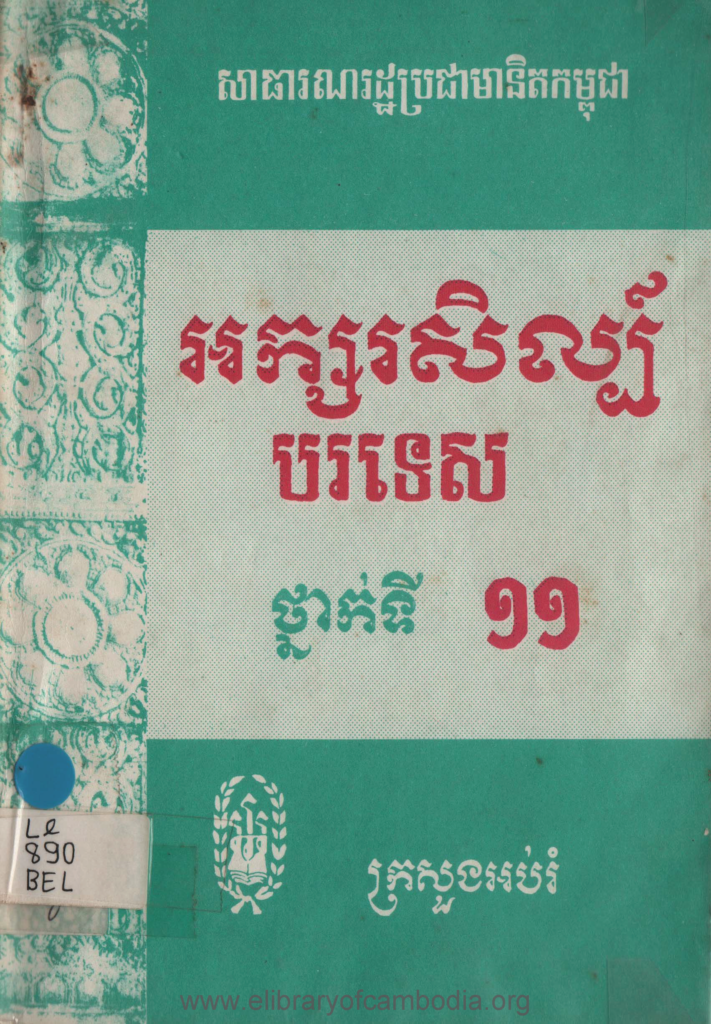 សាធារណរដ្ឋប្រជាមានិតកម្ពុជា
អក្សរសិល្ប៍
បរទេស
ថ្នាក់ទី ១១
Le
890
BEL
ក្រសួងអប់រំ
www.elibraryofcambodia.org